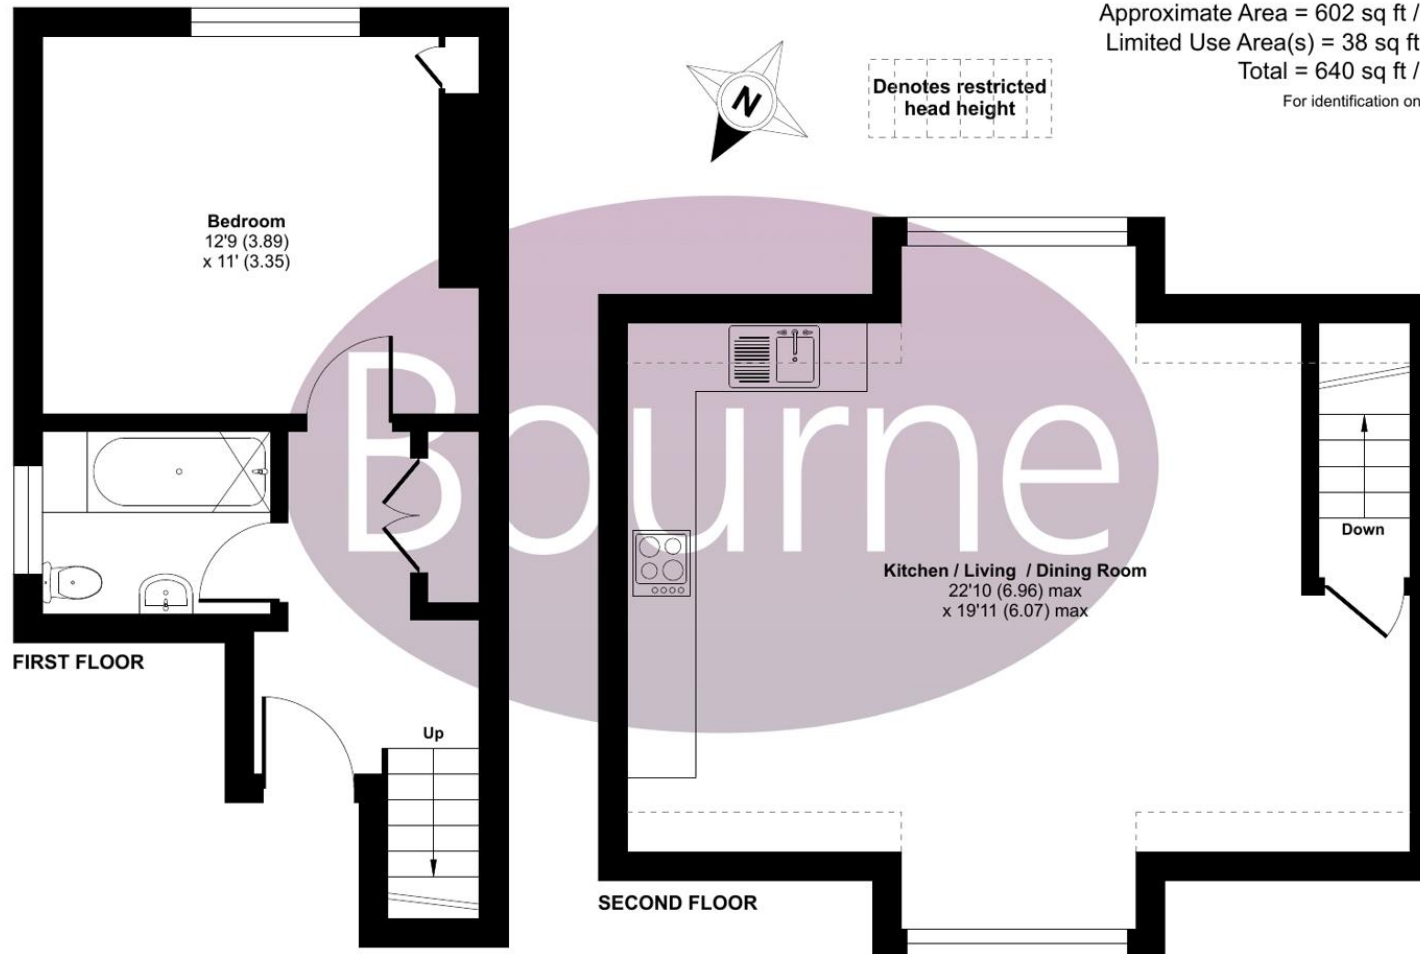 Approximate Area = 602 sq ft /
Limited Use Area(s) = 38 sq ft
Total = 640 sq ft /
For identification on
N
Denotes restricted
head height
Bedroom
12'9 (3.89)
x 11' (3.35)
Bourne
Down
Kitchen / Living / Dining Room
22'10 (6.96) max
x 19'11 (6.07) max
FIRST FLOOR
Up
SECOND FLOOR